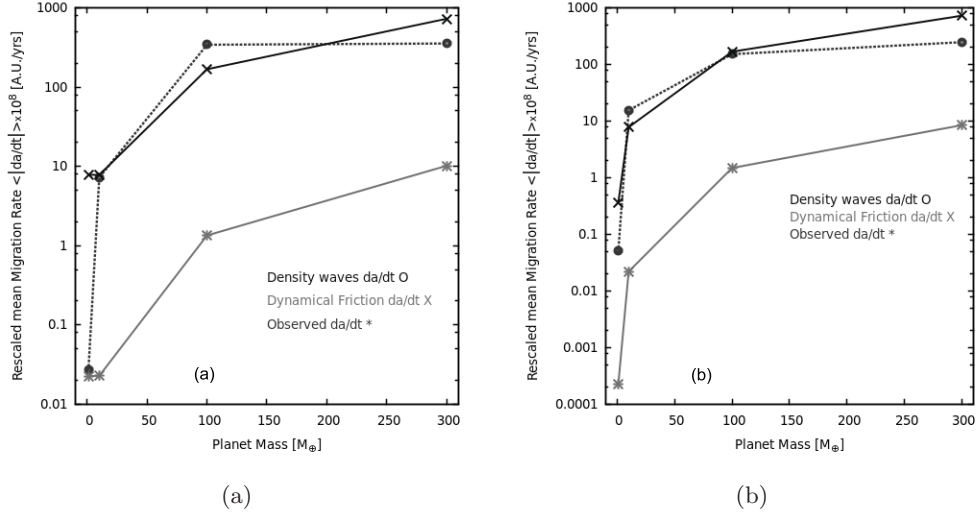 1000
100
10
1
0.1
0.01
Rescaled mean Migration Rate <|da/dt|>x10⁸ [A.U./yrs]
Density waves da/dt O
Dynamical Friction da/dt X
Observed da/dt *
(a)
0 50 100 150 200 250 300
Planet Mass [M⊕]
(a)
1000
100
10
1
0.1
0.01
0.001
0.0001
Rescaled mean Migration Rate <|da/dt|>x10⁸ [A.U./yrs]
Density waves da/dt O
Dynamical Friction da/dt X
Observed da/dt *
(b)
0 50 100 150 200 250 300
Planet Mass [M⊕]
(b)